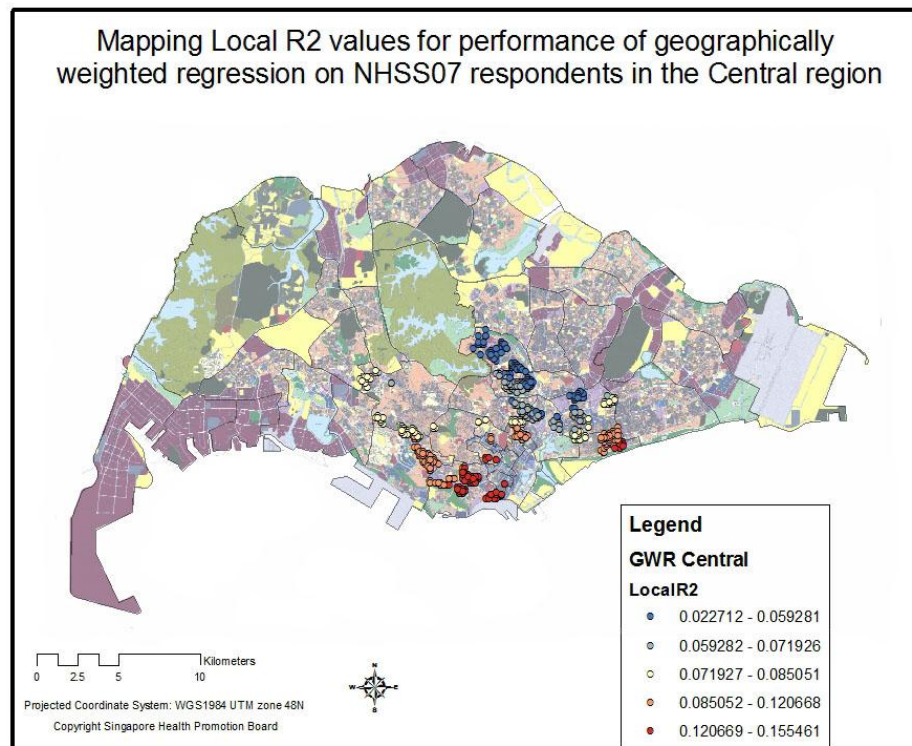 Mapping Local R2 values for performance of geographically
weighted regression on NHSS07 respondents in the Central region
Legend
GWR Central
LocalR2
0.022712 - 0.059281
0.059282 - 0.071926
0.071927 - 0.085051
0.085052 - 0.120668
0.120669 - 0.155461
Kilometers
0 2.5 5 10
N
W E
S
Projected Coordinate System: WGS1984 UTM zone 48N
Copyright Singapore Health Promotion Board